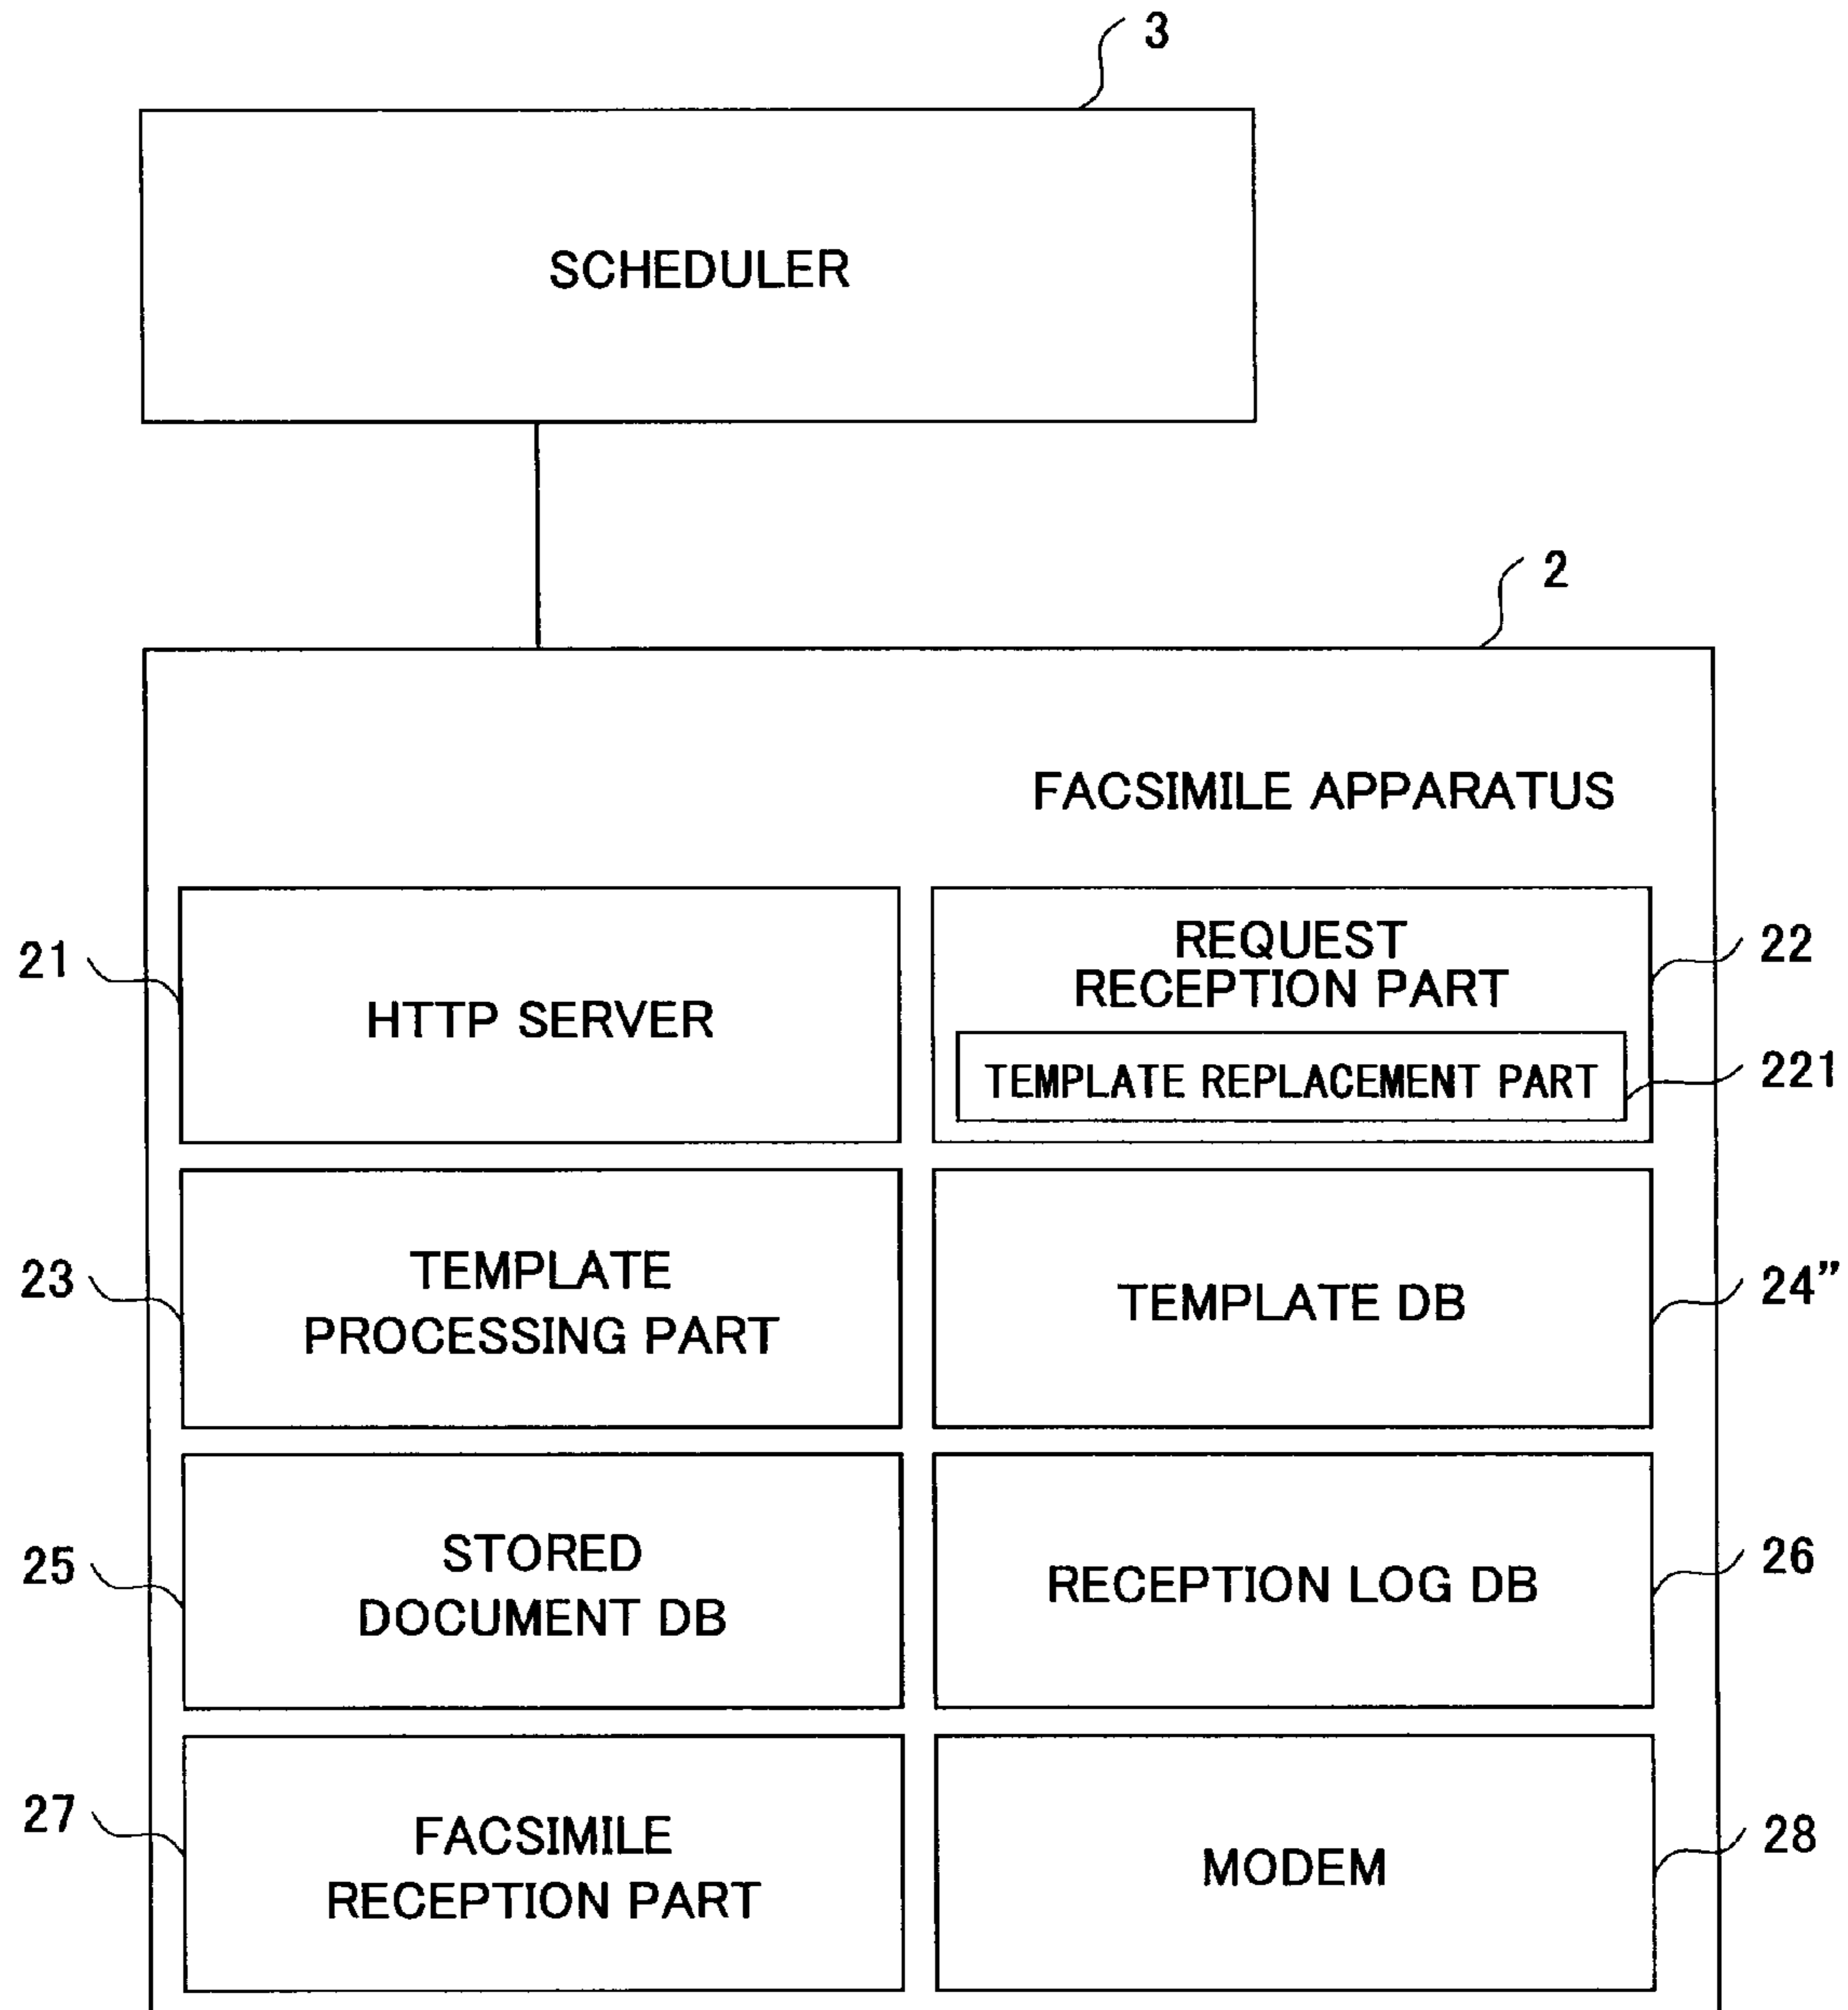 3
SCHEDULER
2
FACSIMILE APPARATUS
21
HTTP SERVER
REQUEST
RECEPTION PART
22
TEMPLATE REPLACEMENT PART
221
23
TEMPLATE
PROCESSING PART
TEMPLATE DB
24”
25
STORED
DOCUMENT DB
RECEPTION LOG DB
26
27
FACSIMILE
RECEPTION PART
MODEM
28